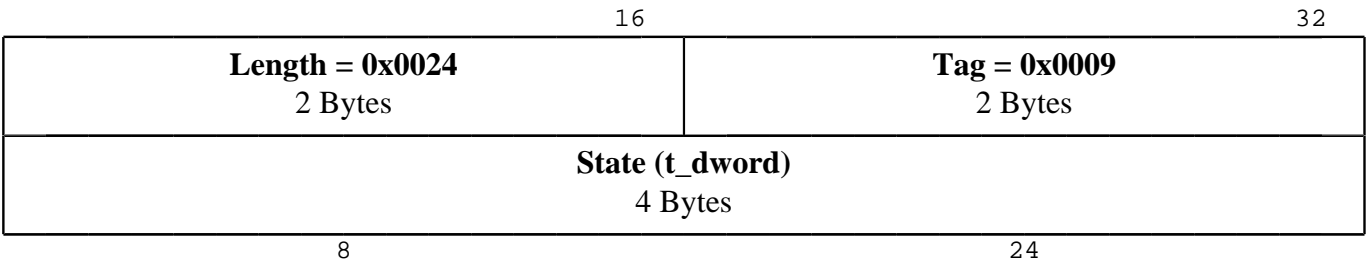 16 32
Length = 0x0024 Tag = 0x0009
2 Bytes 2 Bytes
State (t_dword)
4 Bytes
8 24